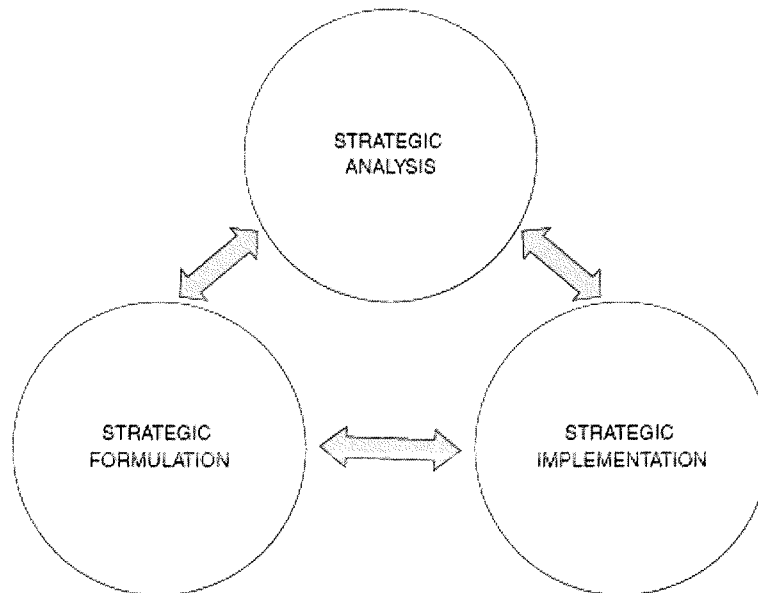 STRATEGIC
ANALYSIS
STRATEGIC
FORMULATION
STRATEGIC
IMPLEMENTATION